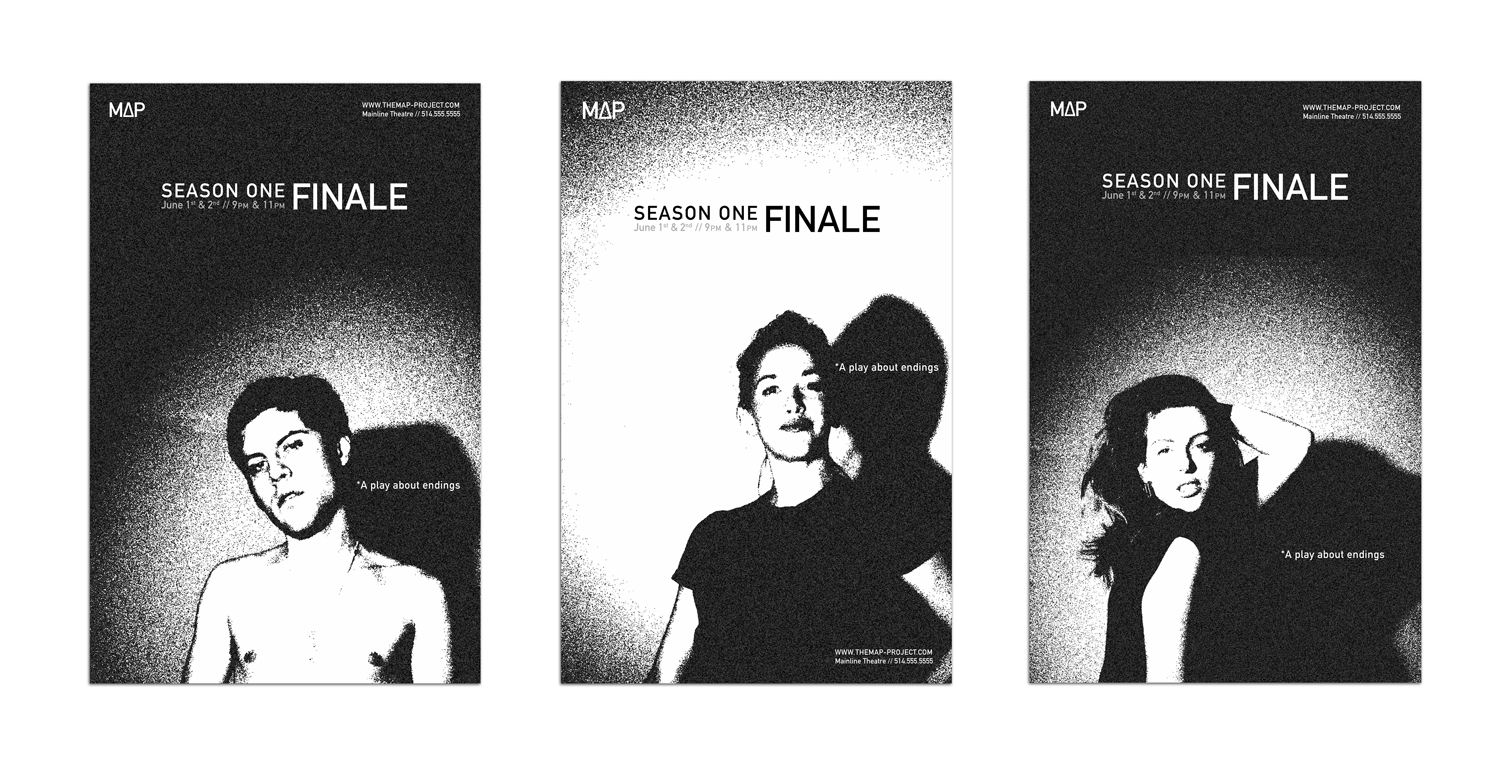 MAP
WWW.THEMAP-PROJECT.COM
Mainline Theatre // 514.555.5555
SEASON ONE FINALE
June 1st & 2nd // 9PM & 11PM
*A play about endings
MAP
SEASON ONE FINALE
June 1st & 2nd // 9PM & 11PM
*A play about endings
WWW.THEMAP-PROJECT.COM
Mainline Theatre // 514.555.5555
MAP
WWW.THEMAP-PROJECT.COM
Mainline Theatre // 514.555.5555
SEASON ONE FINALE
June 1st & 2nd // 9PM & 11PM
*A play about endings